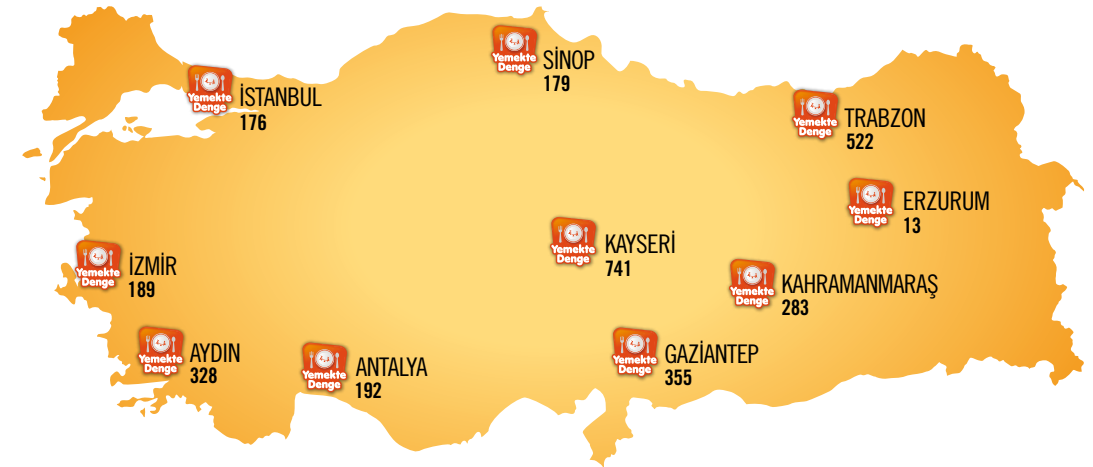 Yemekte
Denge
SİNOP
179
Yemekte
Denge
İSTANBUL
176
Yemekte
Denge
TRABZON
522
Yemekte
Denge
ERZURUM
13
Yemekte
Denge
KAYSERİ
741
Yemekte
Denge
İZMİR
189
Yemekte
Denge
KAHRAMANMARAŞ
283
Yemekte
Denge
AYDIN
328
Yemekte
Denge
ANTALYA
192
Yemekte
Denge
GAZİANTEP
355